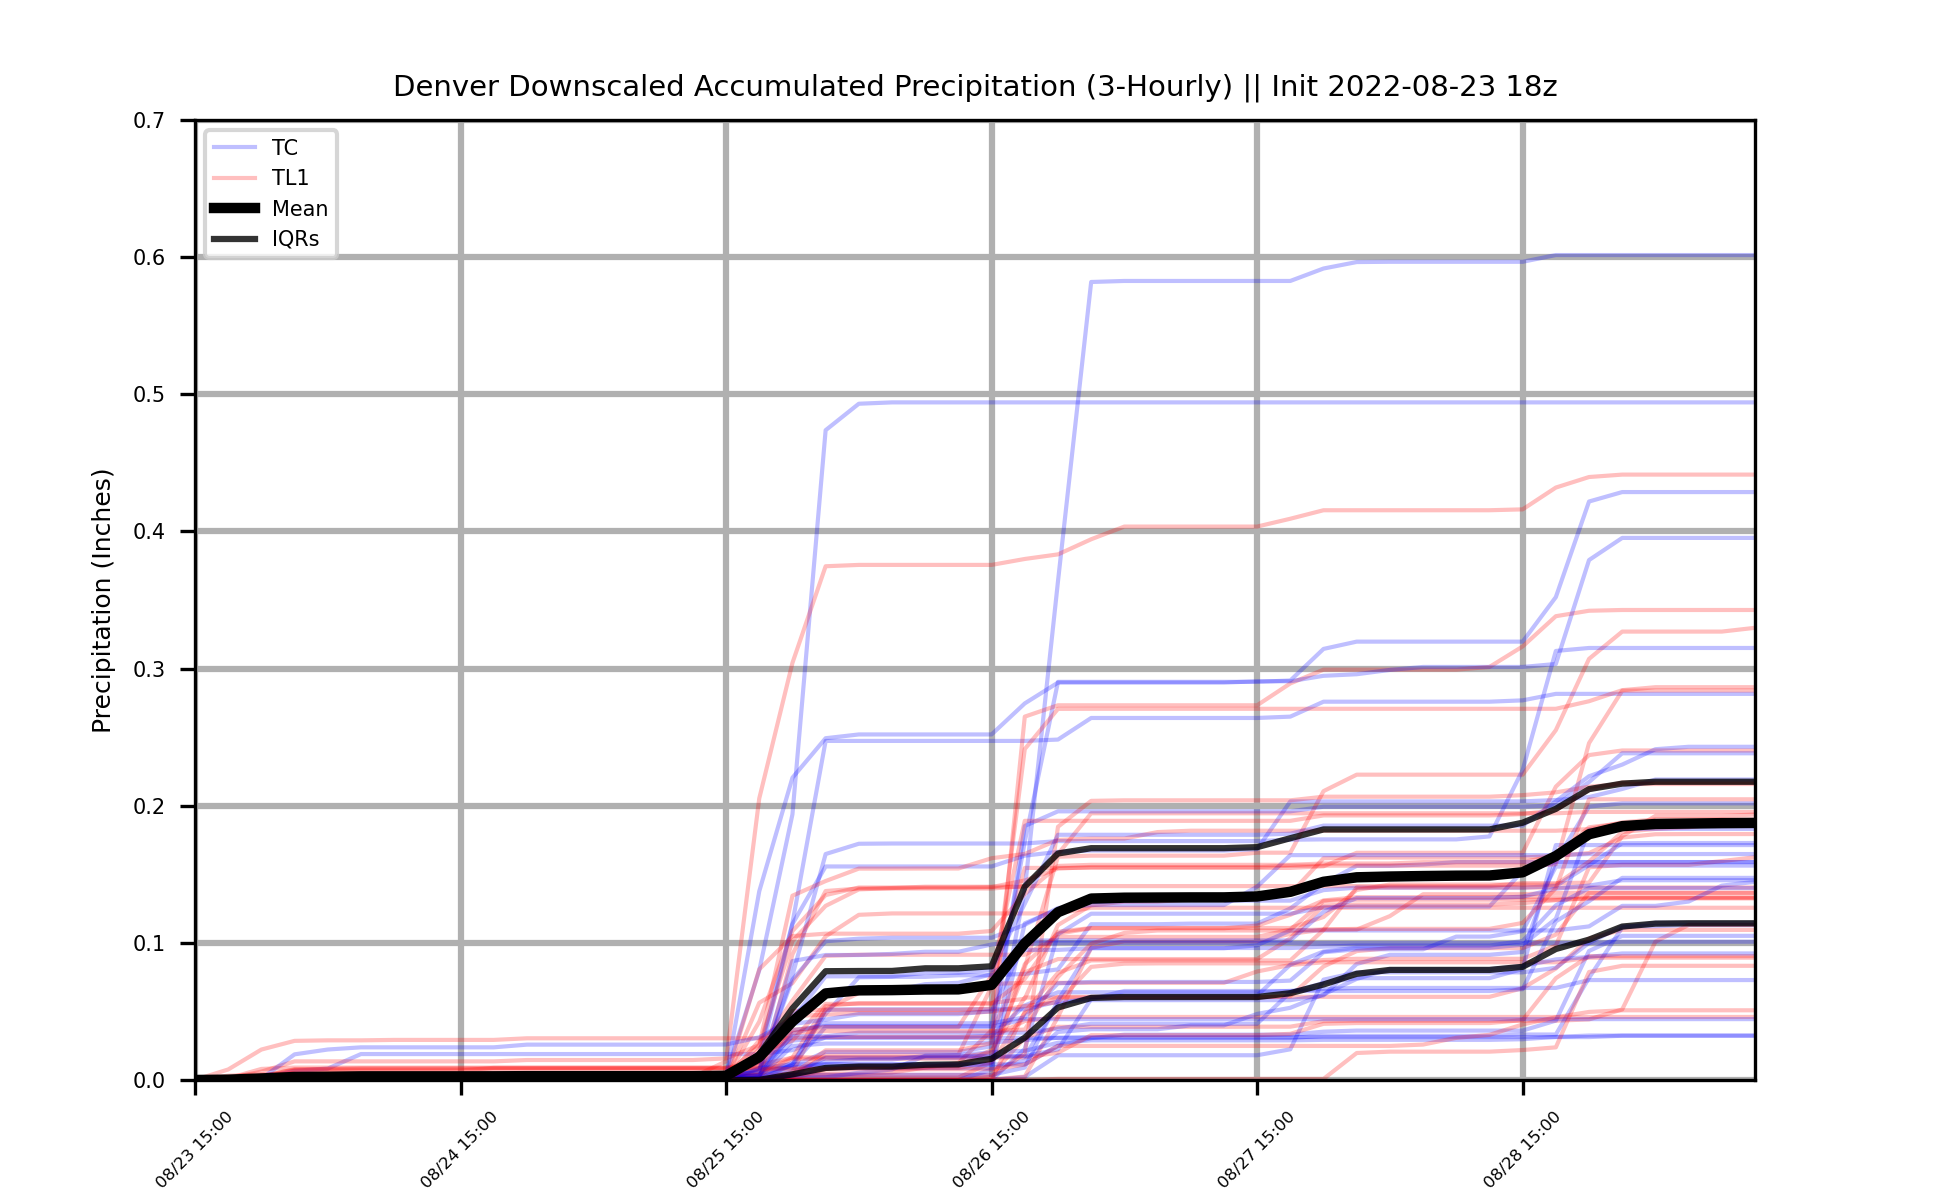 Denver Downscaled Accumulated Precipitation (3-Hourly) || Init 2022-08-23 18z
0.7
TC
TL1
Mean
IQRs
0.6
0.5
Precipitation (Inches)
0.4
0.3
0.2
0.1
0.0
08/23 15:00
08/24 15:00
08/25 15:00
08/26 15:00
08/27 15:00
08/28 15:00